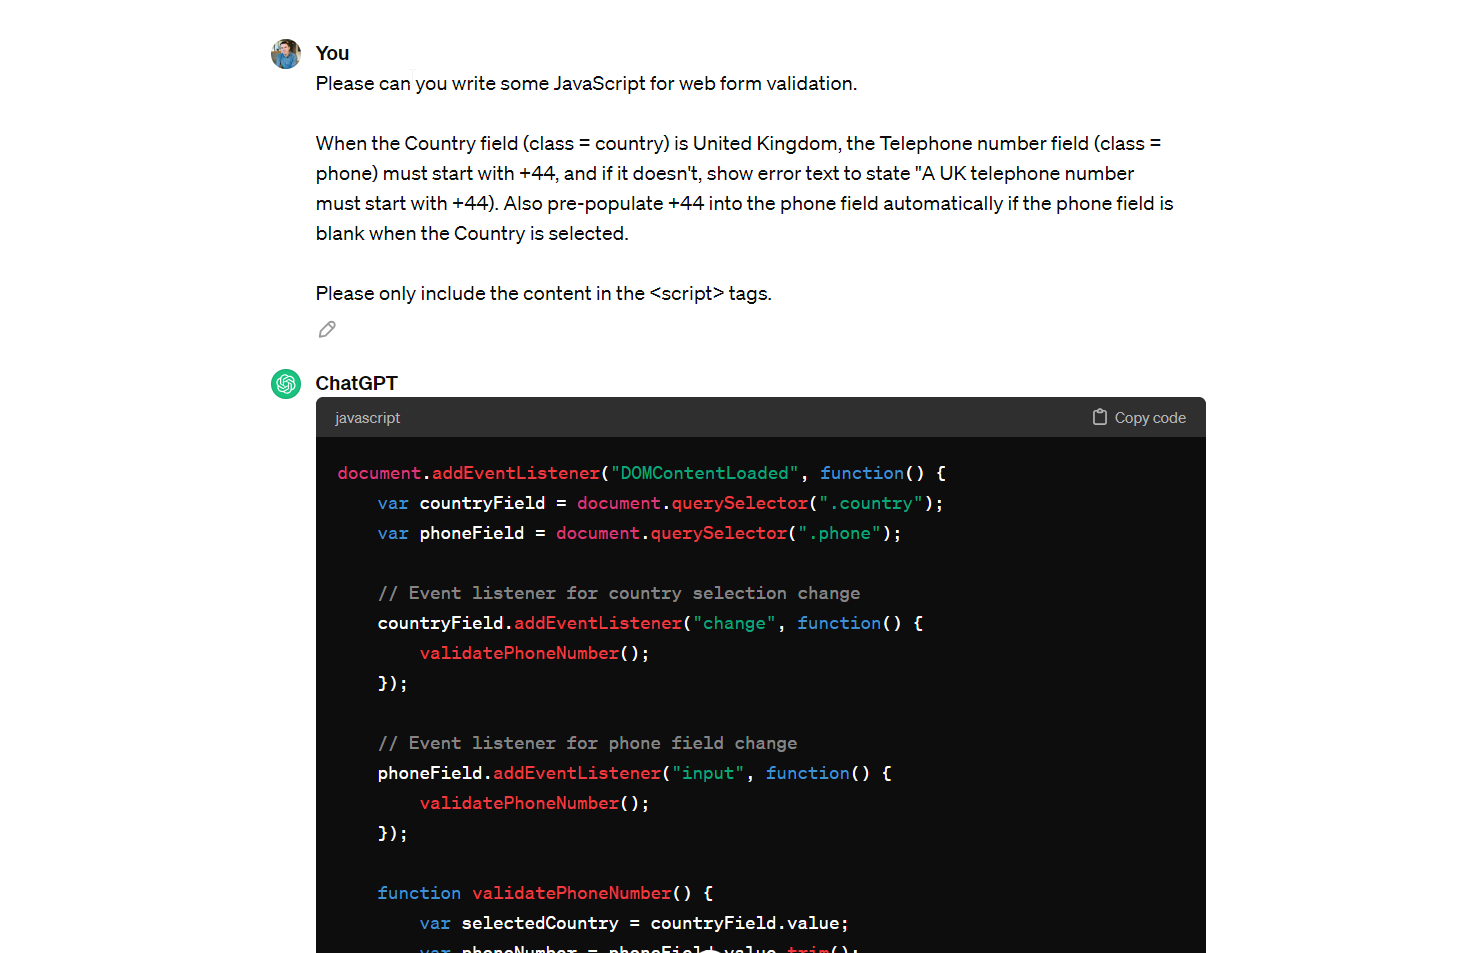 You
Please can you write some JavaScript for web form validation.
When the Country field (class = country) is United Kingdom, the Telephone number field (class =
phone) must start with +44, and if it doesn't, show error text to state "A UK telephone number
must start with +44). Also pre-populate +44 into the phone field automatically if the phone field is
blank when the Country is selected.
Please only include the content in the <script> tags.
ChatGPT
javascript Copy code
document.addEventListener("DOMContentLoaded", function() {
    var countryField = document.querySelector(".country");
    var phoneField = document.querySelector(".phone");
    // Event listener for country selection change
    countryField.addEventListener("change", function() {
        validatePhoneNumber();
    });
    // Event listener for phone field change
    phoneField.addEventListener("input", function() {
        validatePhoneNumber();
    });
    function validatePhoneNumber() {
        var selectedCountry = countryField.value;
        var phoneNumber = phoneField.value.trim();